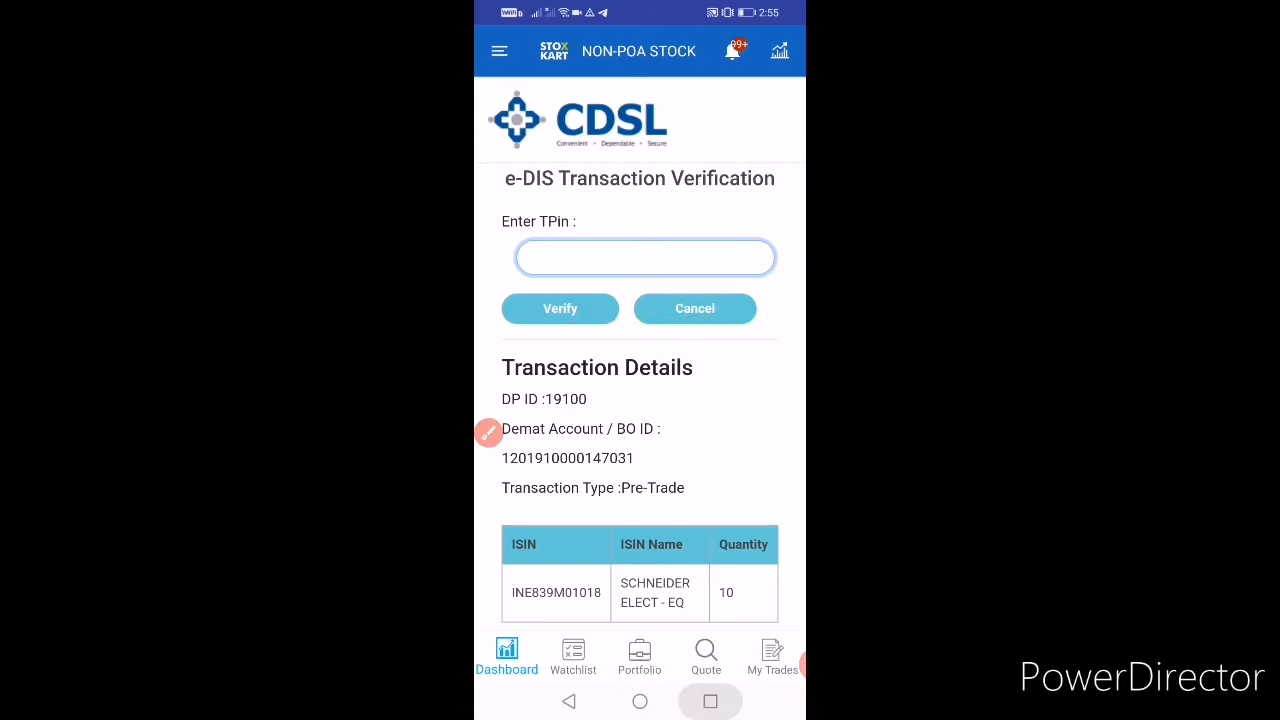 2:55
STOX
KART
NON-POA STOCK
99+
CDSL
Convenient • Dependable • Secure
e-DIS Transaction Verification
Enter TPin :
Verify Cancel
Transaction Details
DP ID :19100
Demat Account / BO ID :
1201910000147031
Transaction Type :Pre-Trade
ISIN ISIN Name Quantity
INE839M01018 SCHNEIDER ELECT - EQ 10
Dashboard Watchlist Portfolio Quote My Trades
PowerDirector